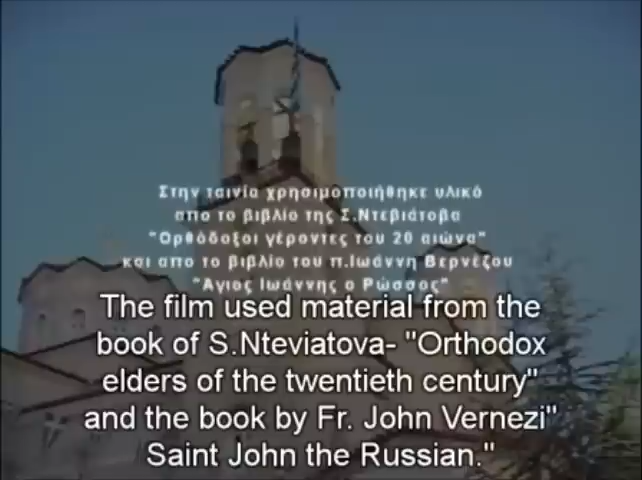 Στην ταινία χρησιμοποιήθηκε υλικό
απο το βιβλίο της Σ.Ντεβιάτοβα
"Ορθόδοξοι γέροντες του 20 αιώνα"
και απο το βιβλίο του π.Ιωάννη Βερνέζου
"Άγιος Ιωάννης ο Ρώσσος"
The film used material from the
book of S.Nteviatova- "Orthodox
elders of the twentieth century"
and the book by Fr. John Vernezi"
Saint John the Russian."